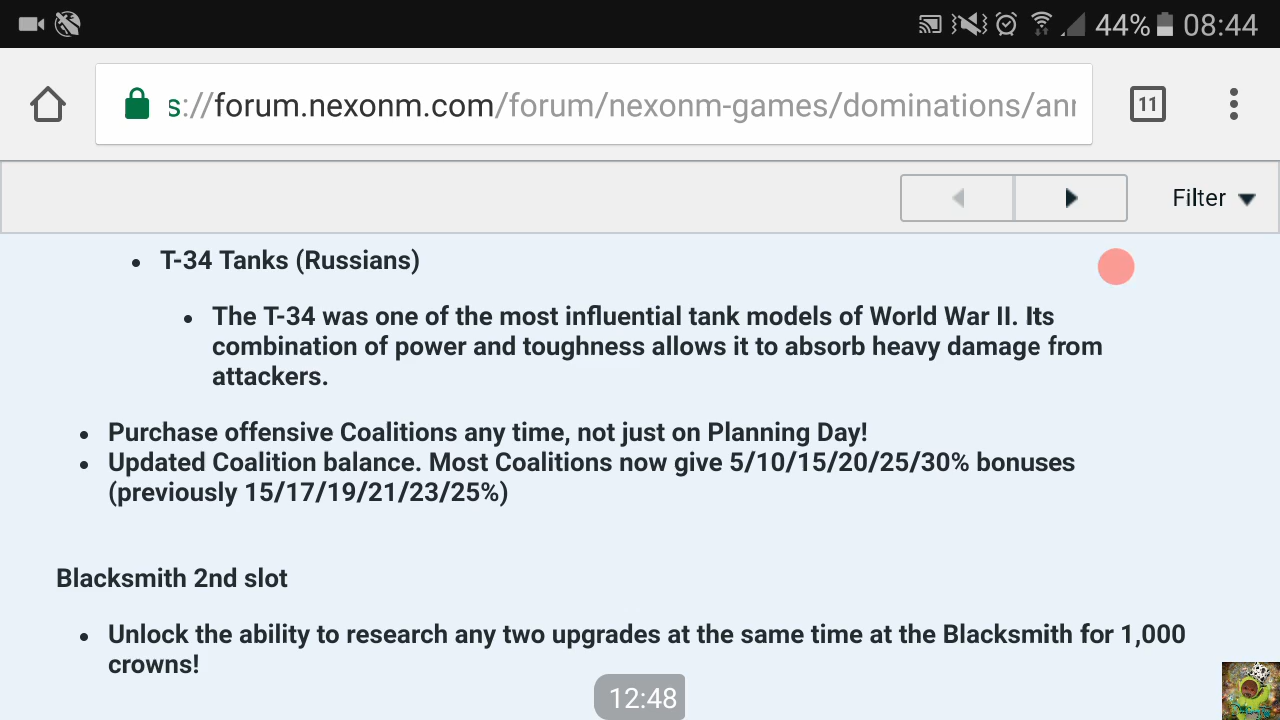 44% 08:44
s://forum.nexonm.com/forum/nexonm-games/dominations/ann
11
Filter
T-34 Tanks (Russians)
The T-34 was one of the most influential tank models of World War II. Its
combination of power and toughness allows it to absorb heavy damage from
attackers.
Purchase offensive Coalitions any time, not just on Planning Day!
Updated Coalition balance. Most Coalitions now give 5/10/15/20/25/30% bonuses
(previously 15/17/19/21/23/25%)
Blacksmith 2nd slot
Unlock the ability to research any two upgrades at the same time at the Blacksmith for 1,000
crowns!
12:48